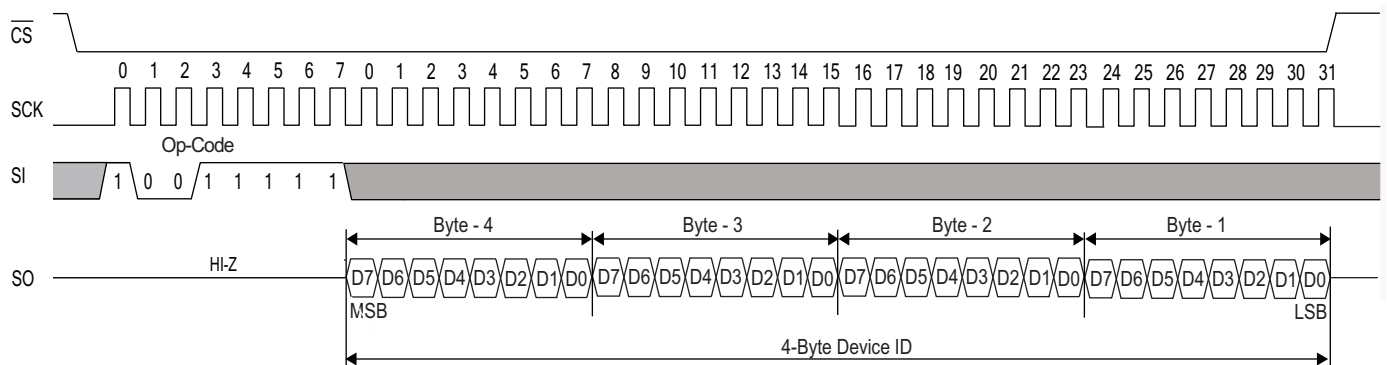 CS
0 1 2 3 4 5 6 7 0 1 2 3 4 5 6 7 8 9 10 11 12 13 14 15 16 17 18 19 20 21 22 23 24 25 26 27 28 29 30 31
SCK
Op-Code
SI 1 0 0 1 1 1 1 1
Byte - 4 Byte - 3 Byte - 2 Byte - 1
HI-Z
SO D7 D6 D5 D4 D3 D2 D1 D0 D7 D6 D5 D4 D3 D2 D1 D0 D7 D6 D5 D4 D3 D2 D1 D0 D7 D6 D5 D4 D3 D2 D1 D0
MSB LSB
4-Byte Device ID